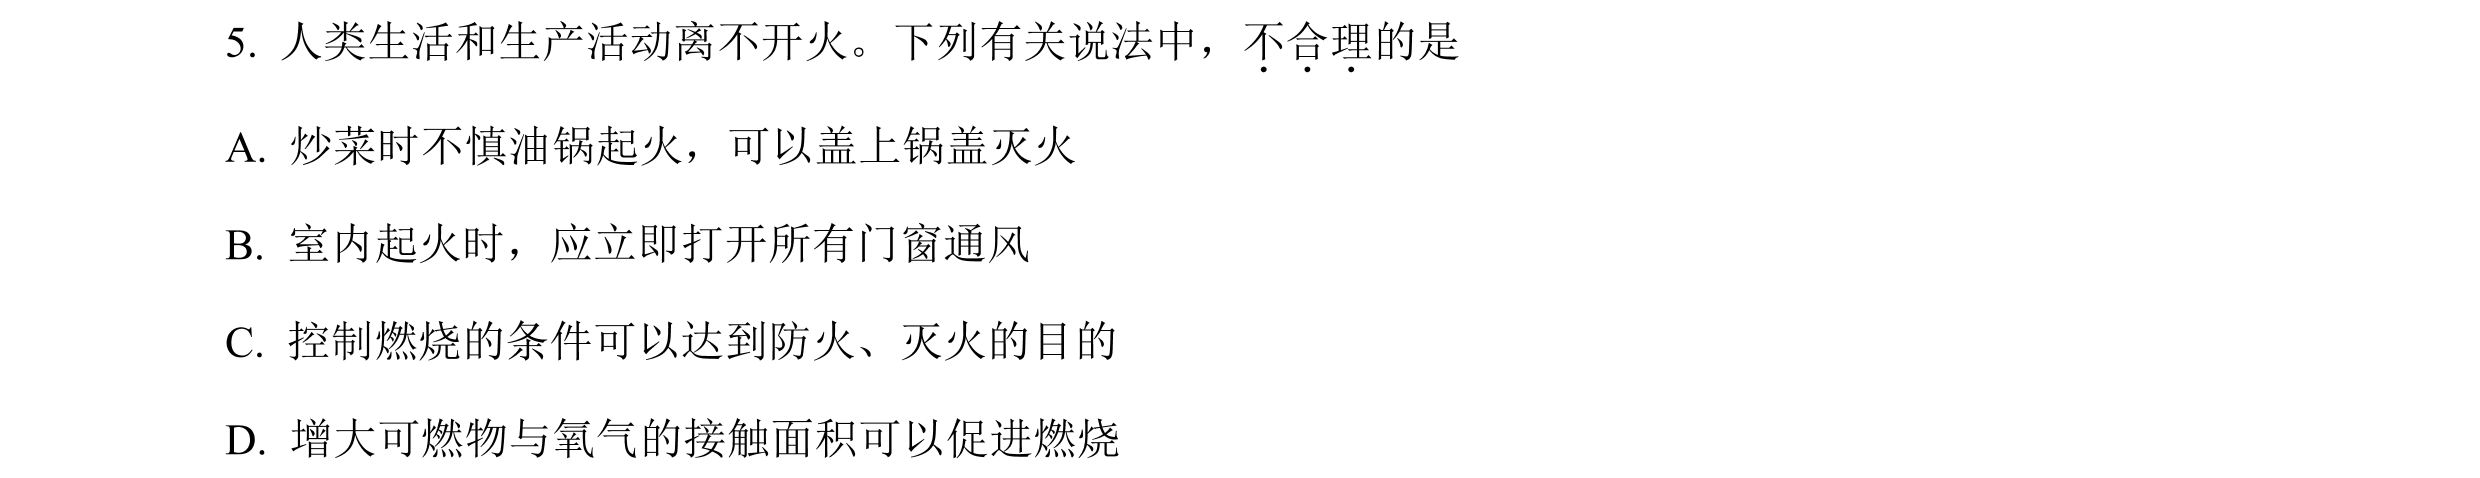 5. 人类生活和生产活动离不开火。下列有关说法中，不合理的是
A. 炒菜时不慎油锅起火，可以盖上锅盖灭火
B. 室内起火时，应立即打开所有门窗通风
C. 控制燃烧的条件可以达到防火、灭火的目的
D. 增大可燃物与氧气的接触面积可以促进燃烧